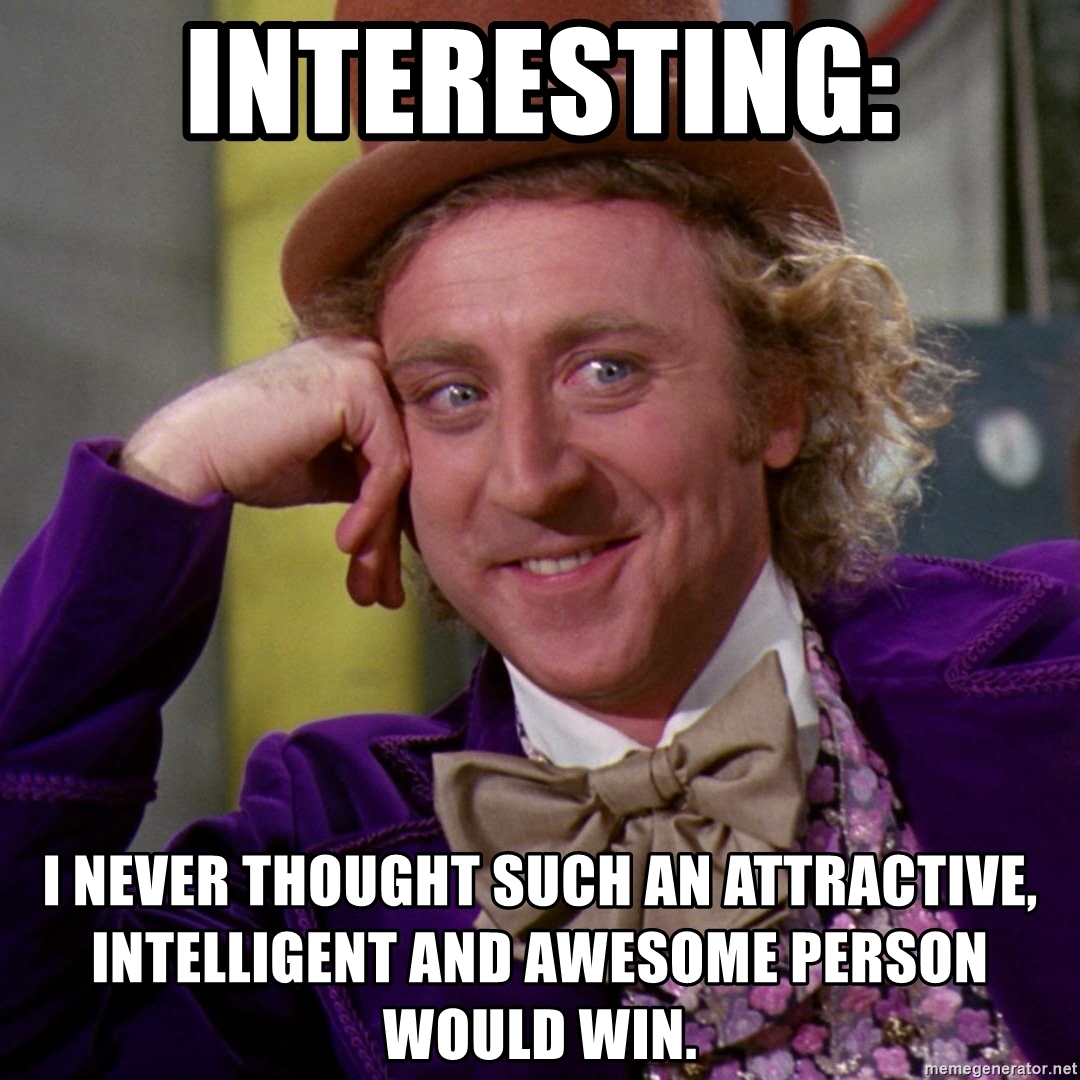 INTERESTING:
I NEVER THOUGHT SUCH AN ATTRACTIVE,
INTELLIGENT AND AWESOME PERSON
WOULD WIN.
memegenerator.net